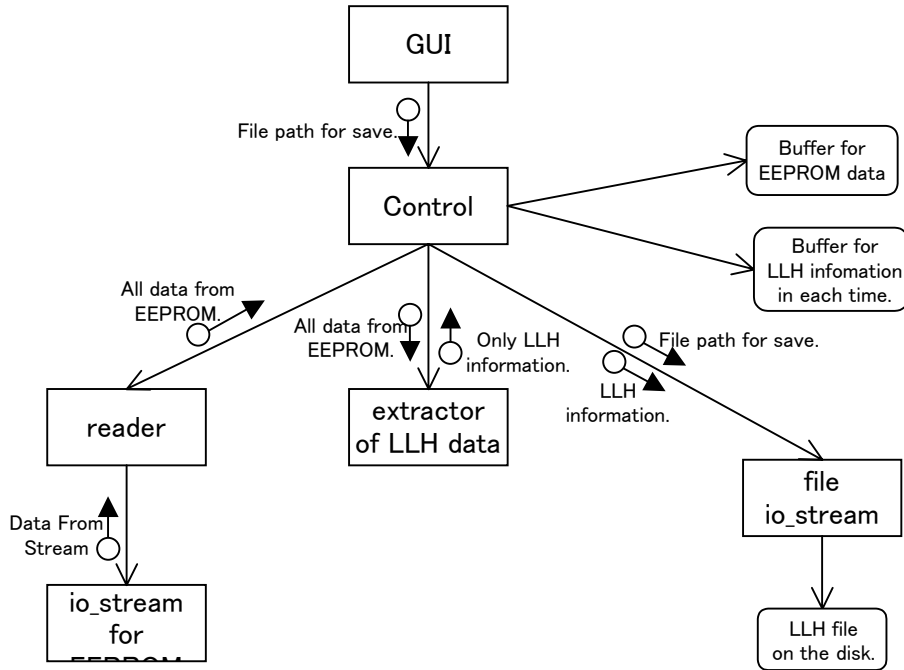 GUI
File path for save.
Control
Buffer for
EEPROM data
Buffer for
LLH infomation
in each time.
All data from
EEPROM.
All data from
EEPROM.
Only LLH
information.
File path for save.
LLH
information.
reader
extractor
of LLH data
file
io_stream
Data From
Stream
io_stream
for
EEPROM
LLH file
on the disk.